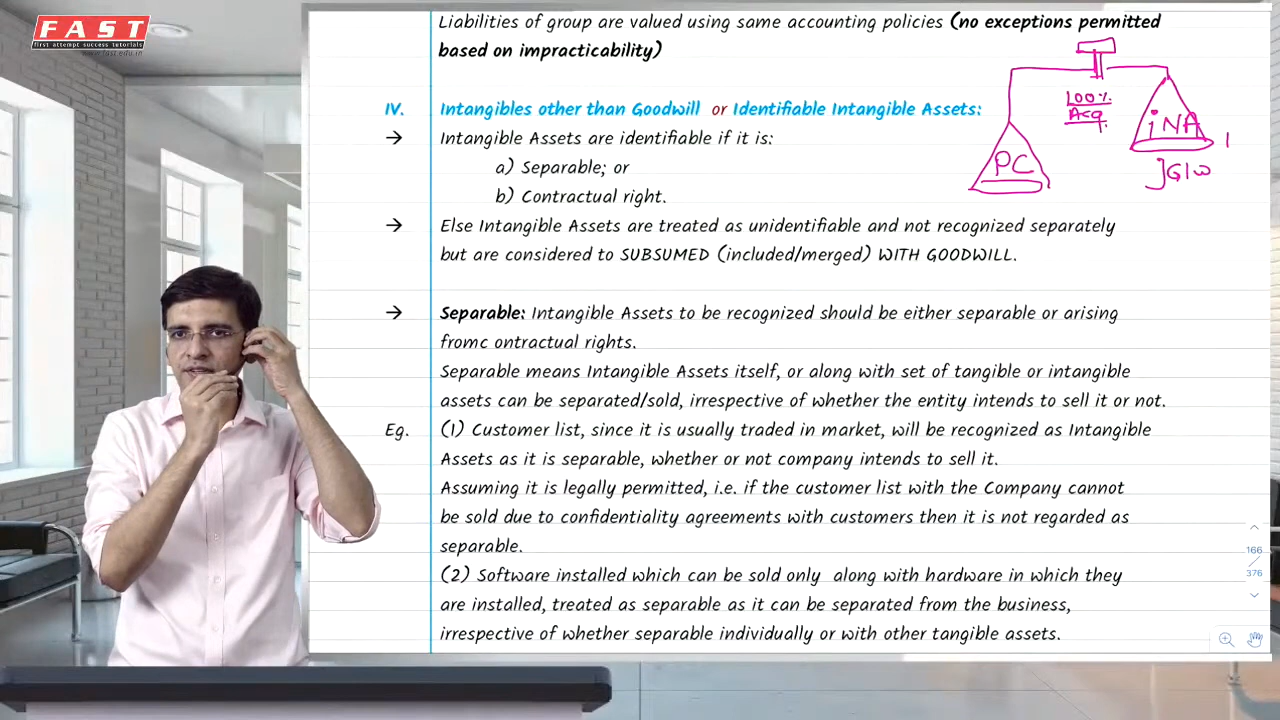 FAST
first attempt success tutorials
www.fast.edu.in
Liabilities of group are valued using same accounting policies (no exceptions permitted
based on impracticability)
IV. Intangibles other than Goodwill or Identifiable Intangible Assets:
→ Intangible Assets are identifiable if it is:
a) Separable; or
b) Contractual right.
→ Else Intangible Assets are treated as unidentifiable and not recognized separately
but are considered to SUBSUMED (included/merged) WITH GOODWILL.
→ Separable: Intangible Assets to be recognized should be either separable or arising
fromc ontractual rights.
Separable means Intangible Assets itself, or along with set of tangible or intangible
assets can be separated/sold, irrespective of whether the entity intends to sell it or not.
Eg. (1) Customer list, since it is usually traded in market, will be recognized as Intangible
Assets as it is separable, whether or not company intends to sell it.
Assuming it is legally permitted, i.e. if the customer list with the Company cannot
be sold due to confidentiality agreements with customers then it is not regarded as
separable.
(2) Software installed which can be sold only along with hardware in which they
are installed, treated as separable as it can be separated from the business,
irrespective of whether separable individually or with other tangible assets.
100%
Acq.
PC
iNA
G/w
166
376